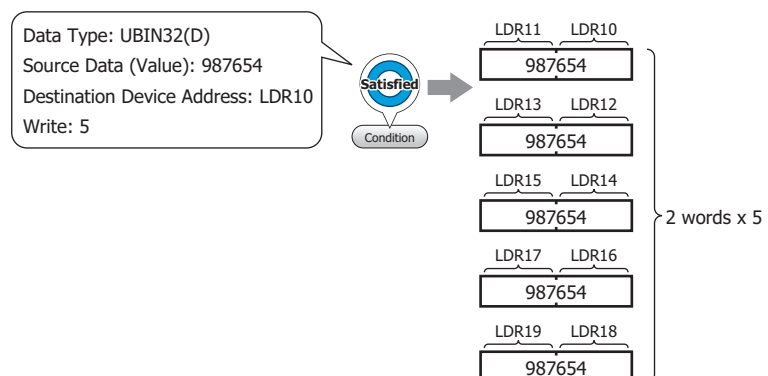 Data Type: UBIN32(D)
Source Data (Value): 987654
Destination Device Address: LDR10
Write: 5
Satisfied
Condition
LDR11 LDR10
987654
LDR13 LDR12
987654
LDR15 LDR14
987654
2 words x 5
LDR17 LDR16
987654
LDR19 LDR18
987654